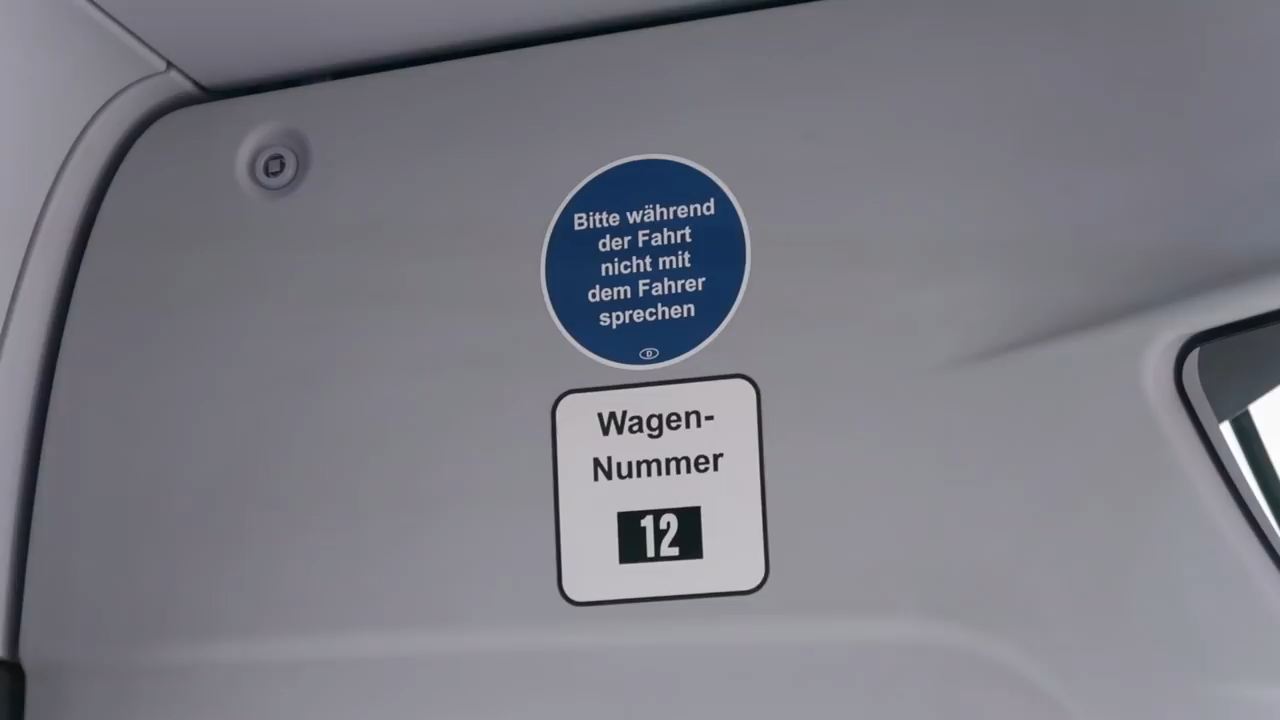 Bitte während
der Fahrt
nicht mit
dem Fahrer
sprechen
D
Wagen-
Nummer
12